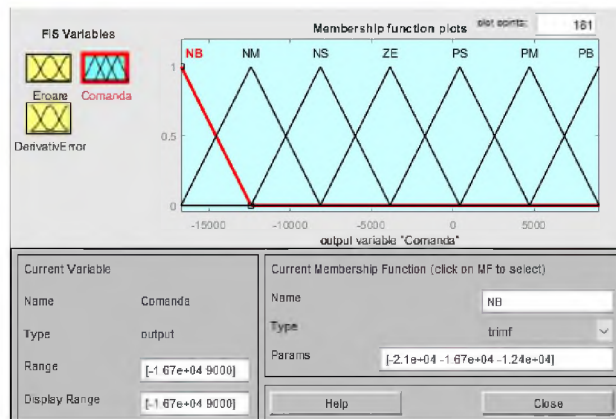 FIS Variables
Membership function plots
plot points:
181
Eroare
Comanda
DerivativError
NB
NM
NS
ZE
PS
PM
PB
1
0.5
0
-15000
-10000
-5000
0
5000
output variable "Comanda"
Current Variable
Name
Comanda
Type
output
Range
[-1.67e+04 9000]
Display Range
[-1.67e+04 9000]
Current Membership Function (click on MF to select)
Name
NB
Type
trimf
Params
[-2.1e+04 -1.67e+04 -1.24e+04]
Help
Close